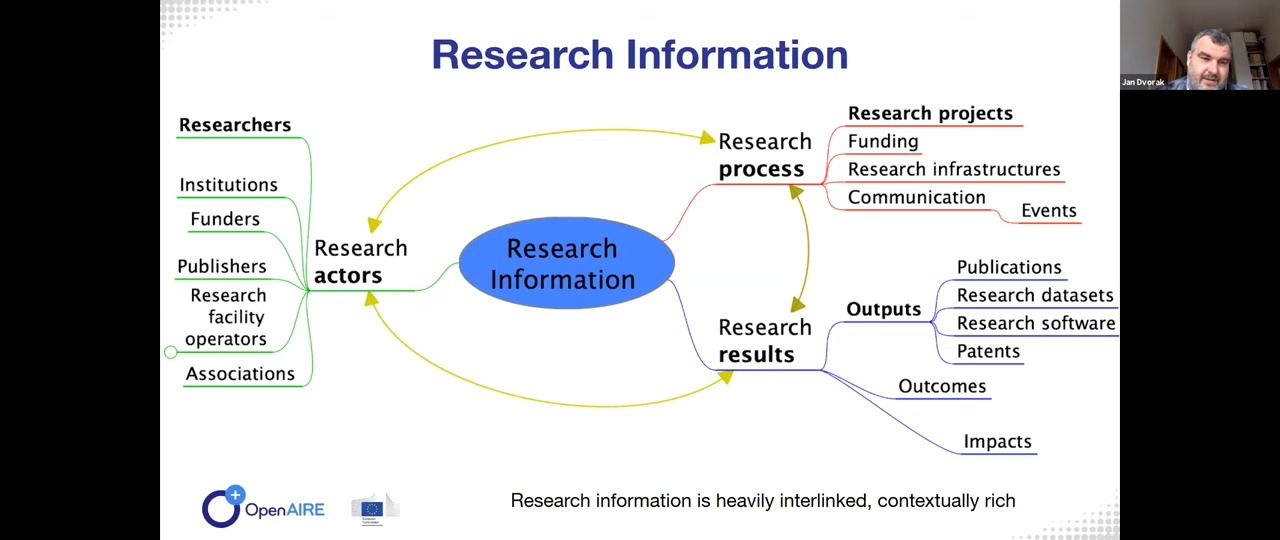 Research Information
Jan Dvorak
Researchers
Institutions
Funders
Publishers
Research
facility
operators
Associations
Research
actors
Research
Information
Research
process
Research projects
Funding
Research infrastructures
Communication
Events
Research
results
Outputs
Publications
Research datasets
Research software
Patents
Outcomes
Impacts
OpenAIRE
Research information is heavily interlinked, contextually rich